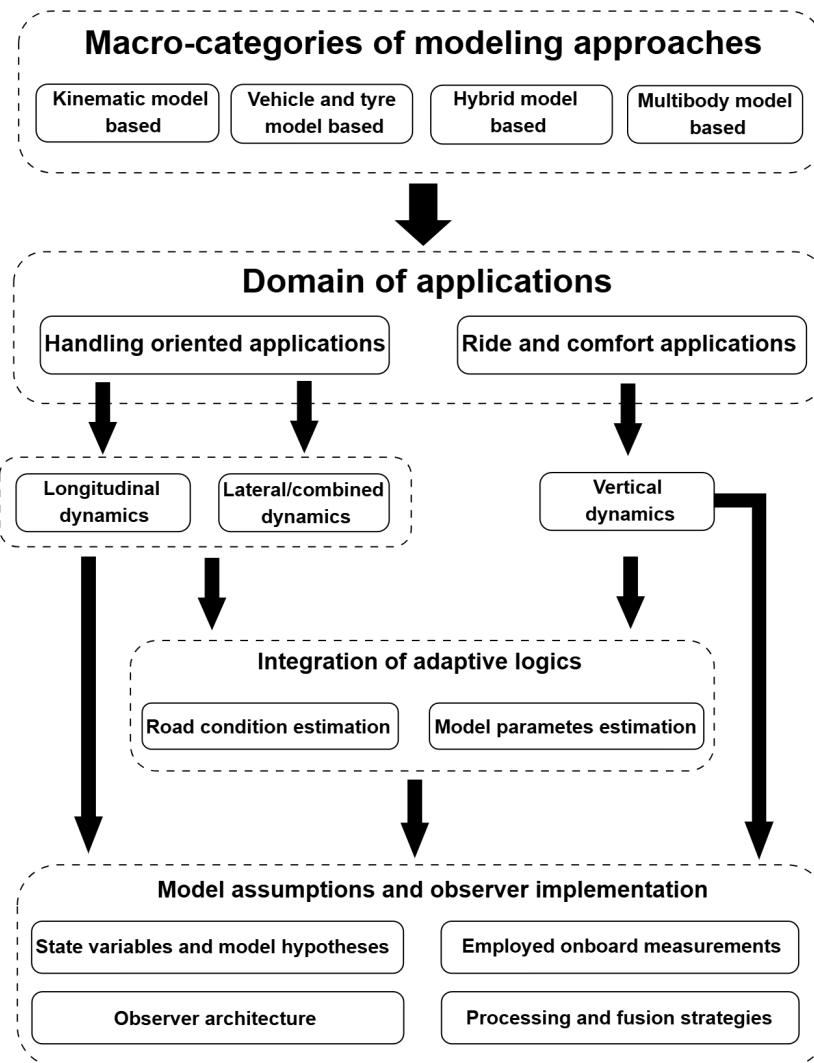 Macro-categories of modeling approaches
Kinematic model
based
Vehicle and tyre
model based
Hybrid model
based
Multibody model
based
Domain of applications
Handling oriented applications
Ride and comfort applications
Longitudinal
dynamics
Lateral/combined
dynamics
Vertical
dynamics
Integration of adaptive logics
Road condition estimation
Model parametes estimation
Model assumptions and observer implementation
State variables and model hypotheses
Employed onboard measurements
Observer architecture
Processing and fusion strategies